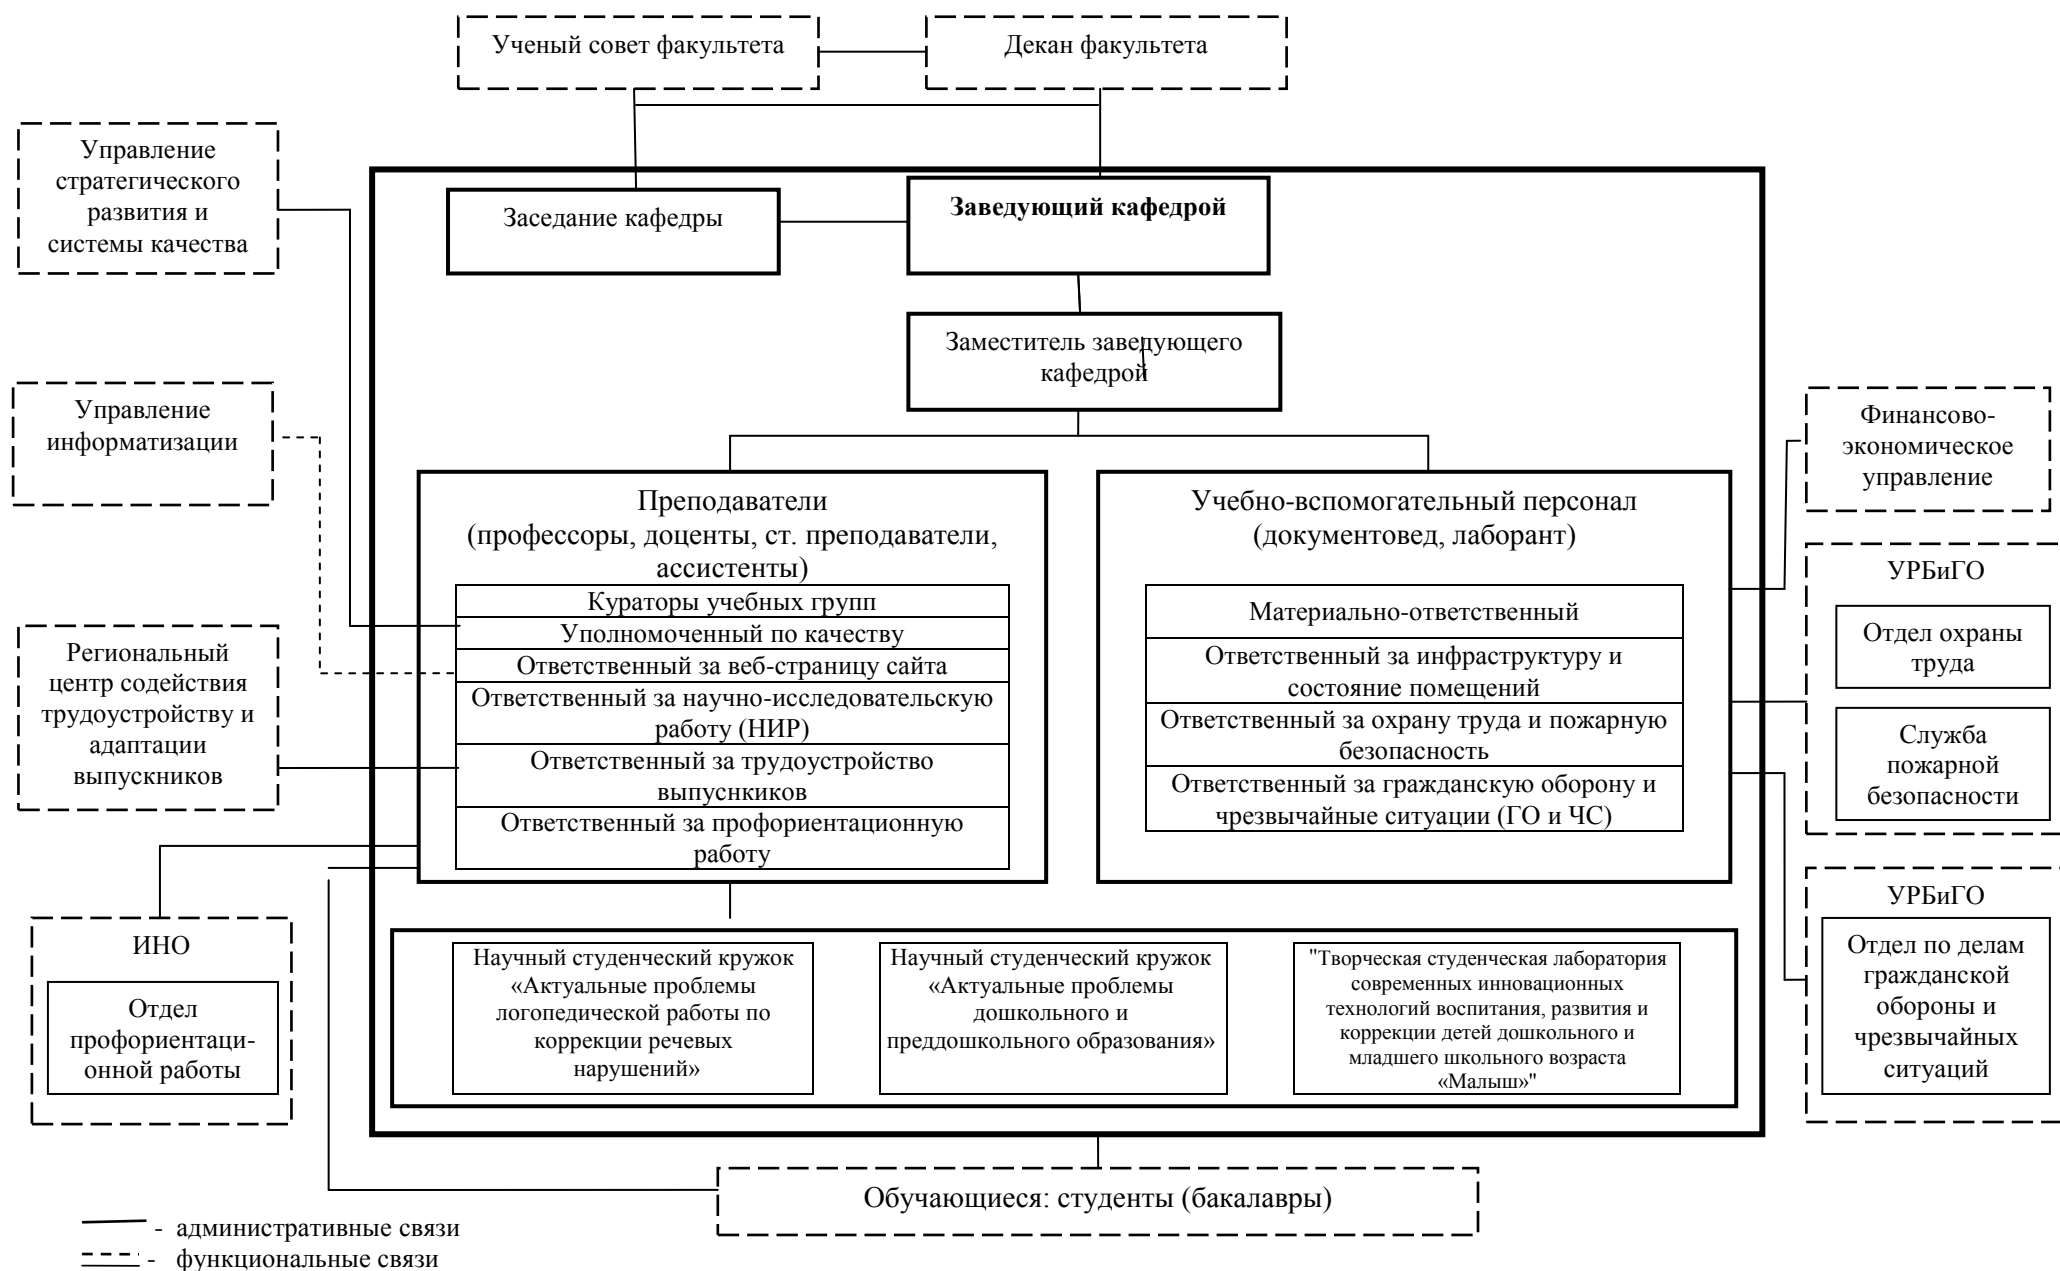 Ученый совет факультета
Декан факультета
Управление
стратегического
развития и
системы качества
Заседание кафедры
Заведующий кафедрой
Заместитель заведующего
кафедрой
Управление
информатизации
Финансово-
экономическое
управление
Преподаватели
(профессоры, доценты, ст. преподаватели,
ассистенты)
Кураторы учебных групп
Уполномоченный по качеству
Ответственный за веб-страницу сайта
Ответственный за научно-исследовательскую
работу (НИР)
Ответственный за трудоустройство
выпуснкиков
Ответственный за профориентационную
работу
Учебно-вспомогательный персонал
(документовед, лаборант)
Материально-ответственный
Ответственный за инфраструктуру и
состояние помещений
Ответственный за охрану труда и пожарную
безопасность
Ответственный за гражданскую оборону и
чрезвычайные ситуации (ГО и ЧС)
УРБиГО
Отдел охраны
труда
Служба
пожарной
безопасности
Региональный
центр содействия
трудоустройству и
адаптации
выпускников
УРБиГО
Отдел по делам
гражданской
обороны и
чрезвычайных
ситуаций
ИНО
Отдел
профориентаци-
онной работы
Научный студенческий кружок
«Актуальные проблемы
логопедической работы по
коррекции речевых
нарушений»
Научный студенческий кружок
«Актуальные проблемы
дошкольного и
преддошкольного образования»
"Творческая студенческая лаборатория
современных инновационных
технологий воспитания, развития и
коррекции детей дошкольного и
младшего школьного возраста
«Малыш»"
Обучающиеся: студенты (бакалавры)
- административные связи
- функциональные связи